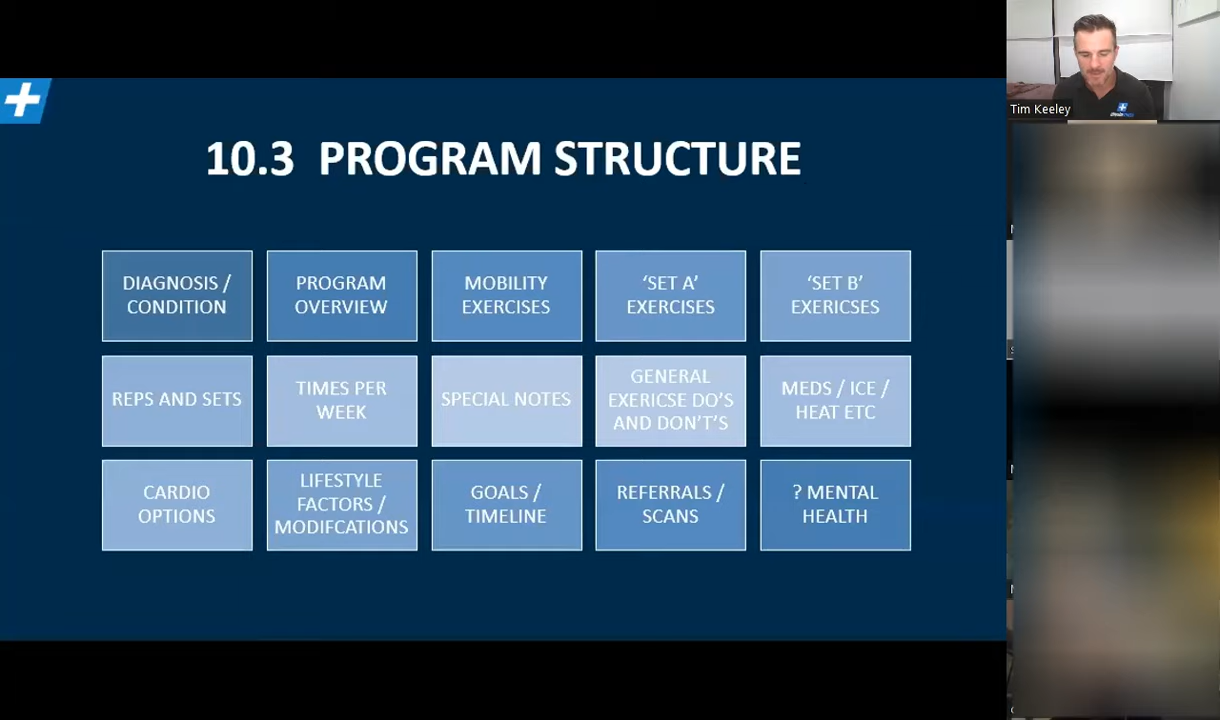 Tim Keeley
10.3 PROGRAM STRUCTURE
DIAGNOSIS /
CONDITION
PROGRAM
OVERVIEW
MOBILITY
EXERCISES
‘SET A’
EXERCISES
‘SET B’
EXERICSES
REPS AND SETS
TIMES PER
WEEK
SPECIAL NOTES
GENERAL
EXERICSE DO’S
AND DON’T’S
MEDS / ICE /
HEAT ETC
CARDIO
OPTIONS
LIFESTYLE
FACTORS /
MODIFCATIONS
GOALS /
TIMELINE
REFERRALS /
SCANS
? MENTAL
HEALTH